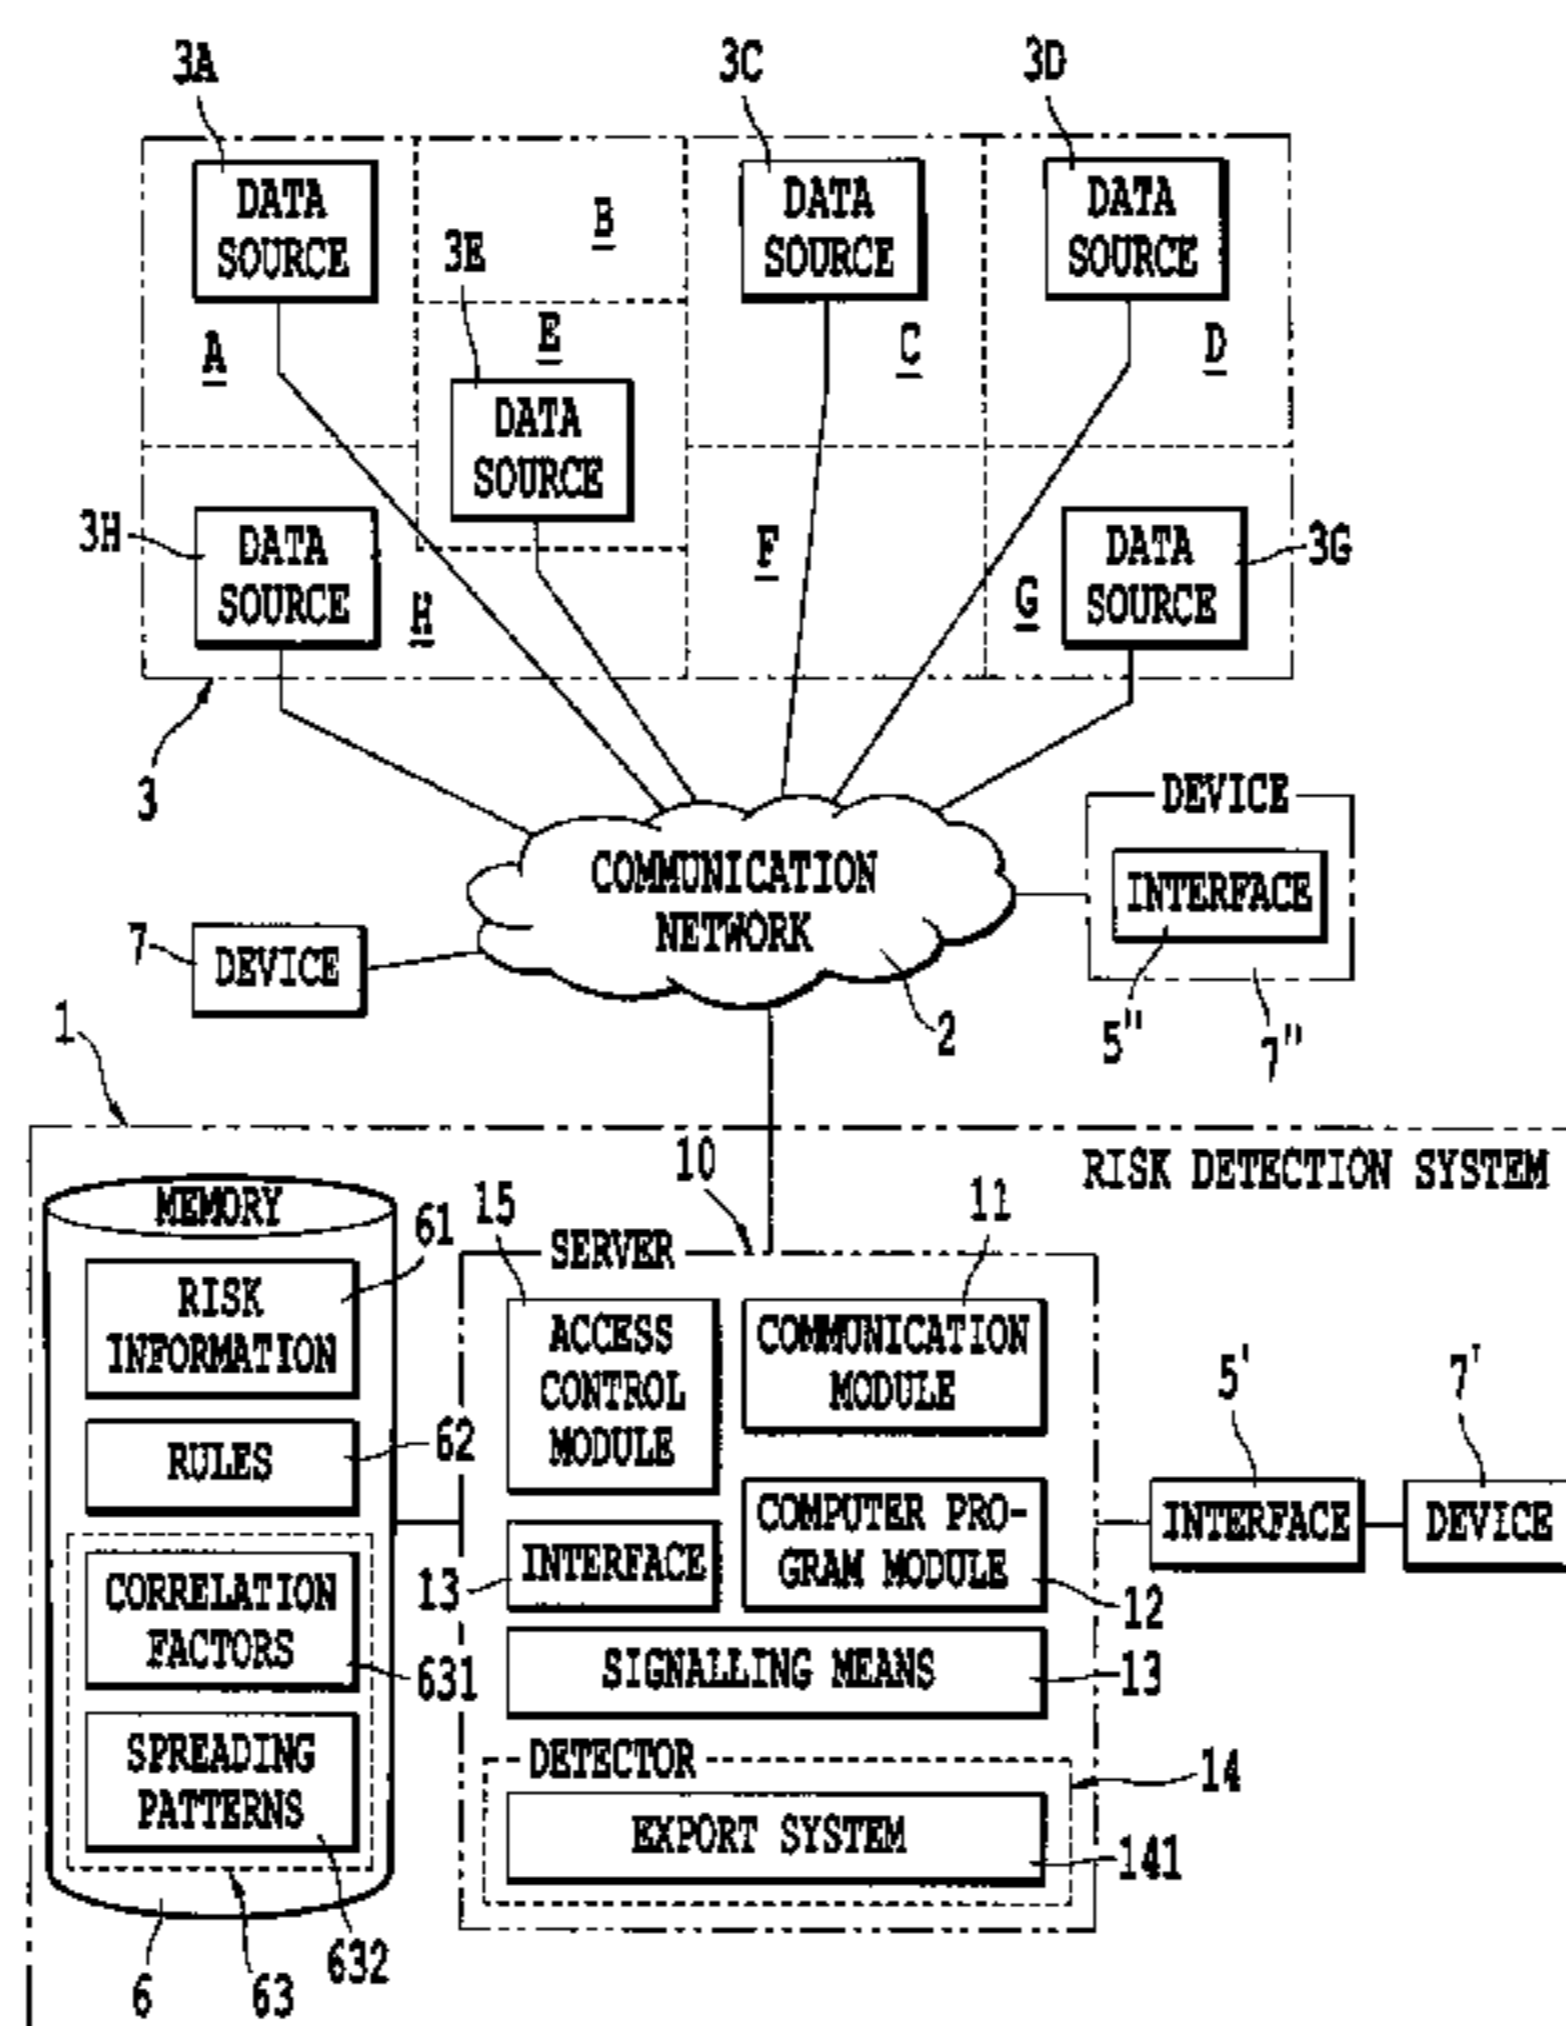 3A
3C
3D
DATA
SOURCE
B
DATA
SOURCE
DATA
SOURCE
3E
A
E
C
D
DATA
SOURCE
3H
DATA
SOURCE
H
F
G
DATA
SOURCE
3G
3
DEVICE
INTERFACE
COMMUNICATION
NETWORK
7
DEVICE
2
5"
7"
1
RISK DETECTION SYSTEM
10
MEMORY
61
RISK
INFORMATION
62
RULES
CORRELATION
FACTORS
631
SPREADING
PATTERNS
632
6
63
SERVER
15
11
ACCESS
CONTROL
MODULE
COMMUNICATION
MODULE
COMPUTER PRO-
GRAM MODULE
12
13
INTERFACE
SIGNALLING MEANS
13
DETECTOR
14
EXPORT SYSTEM
141
5'
7'
INTERFACE
DEVICE